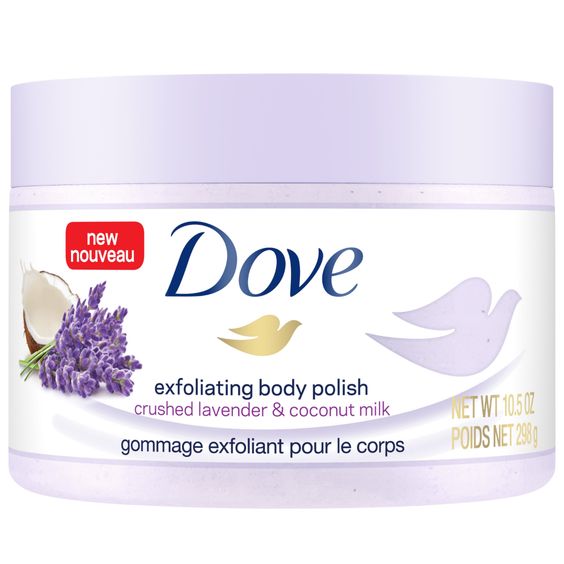 new
nouveau
Dove
exfoliating body polish
crushed lavender & coconut milk
gommage exfoliant pour le corps
NET WT 10.5 OZ
POIDS NET 298 g